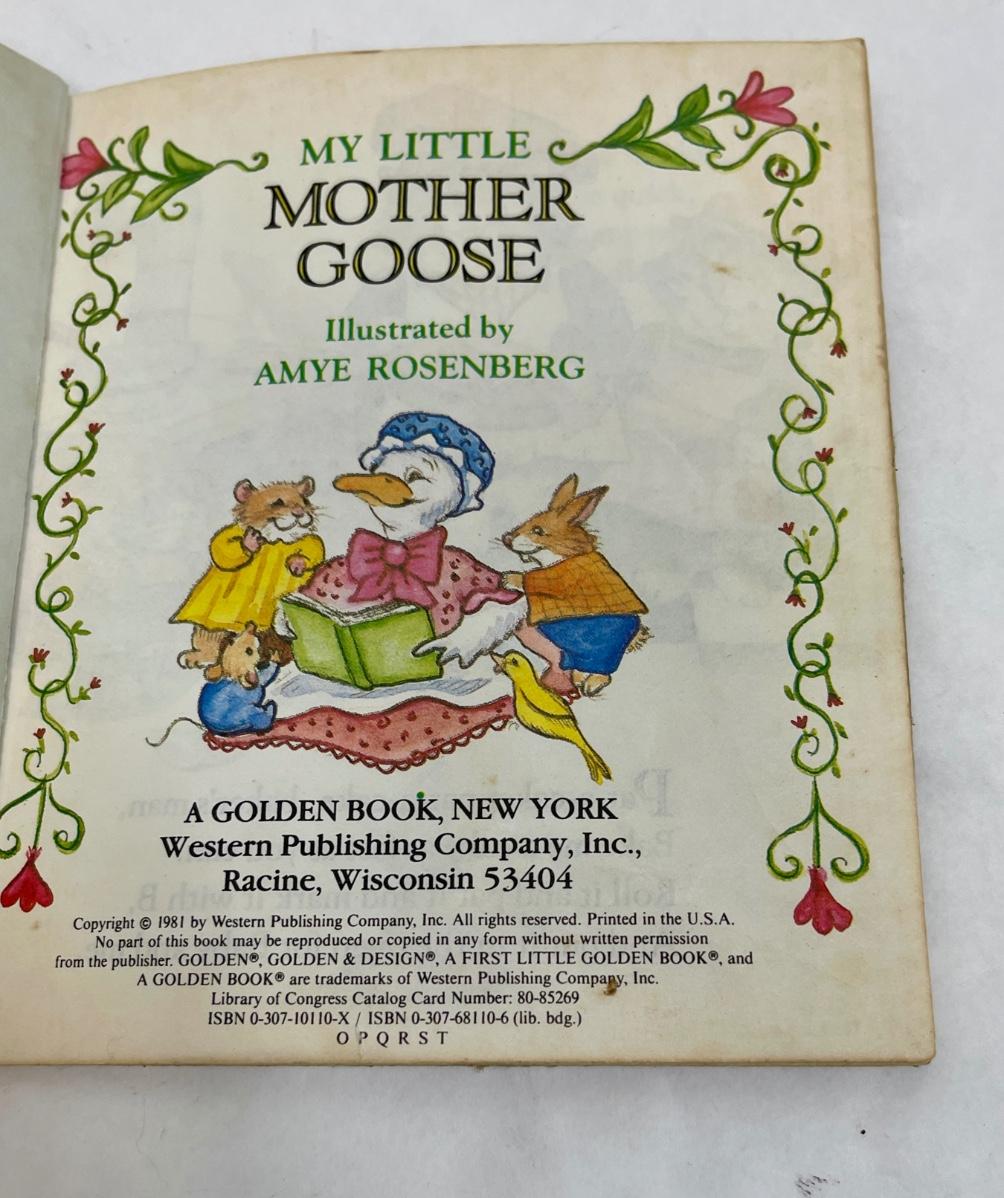 MY LITTLE
MOTHER
GOOSE
Illustrated by
AMYE ROSENBERG
A GOLDEN BOOK, NEW YORK
Western Publishing Company, Inc.,
Racine, Wisconsin 53404
Copyright © 1981 by Western Publishing Company, Inc. All rights reserved. Printed in the U.S.A.
No part of this book may be reproduced or copied in any form without written permission
from the publisher. GOLDEN®, GOLDEN & DESIGN®, A FIRST LITTLE GOLDEN BOOK®, and
A GOLDEN BOOK® are trademarks of Western Publishing Company, Inc.
Library of Congress Catalog Card Number: 80-85269
ISBN 0-307-10110-X / ISBN 0-307-68110-6 (lib. bdg.)
O P Q R S T